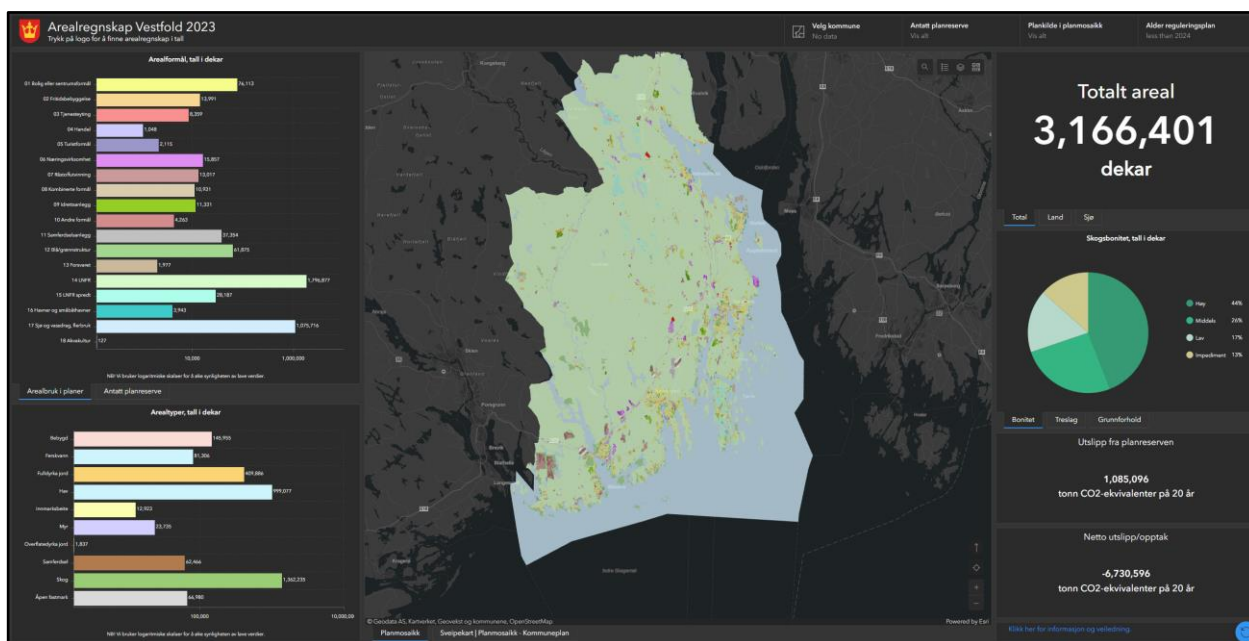 Arealregnskap Vestfold 2023
Trykk på logo for å finne arealregnskap i tall
Velg kommune
No data
Antatt planreserve
Vis alt
Plankilde i planmosaikk
Vis alt
Alder reguleringsplan
less than 2024
Arealformål, tall i dekar
01 Bolig eller sentrumsformål
76,113
02 Fritidsbebyggelse
13,991
03 Tjenesteyting
8,359
04 Handel
1,048
05 Turistformål
2,115
06 Næringsvirksomhet
15,857
07 Råstoffutvinning
13,017
08 Kombinerte formål
10,931
09 Idrettsanlegg
11,331
10 Andre formål
4,263
11 Samferdselsanlegg
37,354
12 Blå/grønnstruktur
61,875
13 Forsvaret
1,977
14 LNFR
1,796,877
15 LNFR spredt
28,187
16 Havner og småbåthavner
3,943
17 Sjø og vassdrag, flerbruk
1,075,716
18 Akvakultur
127
10,000
1,000,000
NB! Vi bruker logaritmiske skalaer for å øke synligheten av lave verdier.
Arealbruk i planer
Antatt planreserve
Arealtyper, tall i dekar
Bebygd
145,955
Ferskvann
81,306
Fulldyrka jord
409,886
Hav
999,077
Innmarksbeite
12,923
Myr
23,735
Overflatedyrka jord
1,837
Samferdsel
62,466
Skog
1,362,235
Åpen fastmark
66,980
100,000
10,000,00
NB! Vi bruker logaritmiske skalaer for å øke synligheten av lave verdier.
Moss
Skien
Porsgrunn
Fredrikstad
© Geodata AS, Kartverket, Geovekst og kommunene, OpenStreetMap
Powered by Esri
Planmosaikk
Sveipekart | Planmosaikk - Kommuneplan
Totalt areal
3,166,401
dekar
Total
Land
Sjø
Skogsbonitet, tall i dekar
Høy
44%
Middels
26%
Lav
17%
Impediment
13%
Bonitet
Treslag
Grunnforhold
Utslipp fra planreserven
1,085,096
tonn CO2-ekvivalenter på 20 år
Netto utslipp/opptak
-6,730,596
tonn CO2-ekvivalenter på 20 år
Klikk her for informasjon og veiledning.